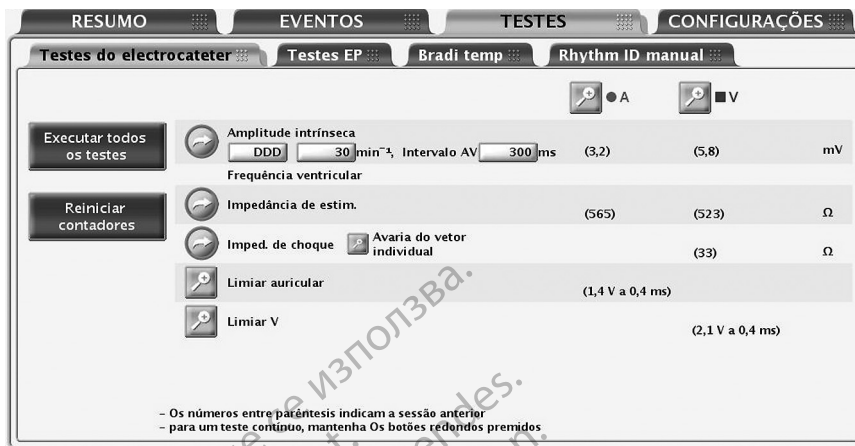 RESUMO EVENTOS TESTES CONFIGURAÇÕES
Testes do electrocateter Testes EP Bradi temp Rhythm ID manual
A V
Executar todos os testes
Amplitude intrínseca
DDD 30 min⁻¹, Intervalo AV 300 ms (3,2) (5,8) mV
Frequência ventricular
Reiniciar contadores
Impedância de estim. (565) (523) Ω
Imped. de choque Avaria do vetor individual (33) Ω
Limiar auricular (1,4 V a 0,4 ms)
Limiar V (2,1 V a 0,4 ms)
- Os números entre parêntesis indicam a sessão anterior
- para um teste contínuo, mantenha Os botões redondos premidos
се използва.